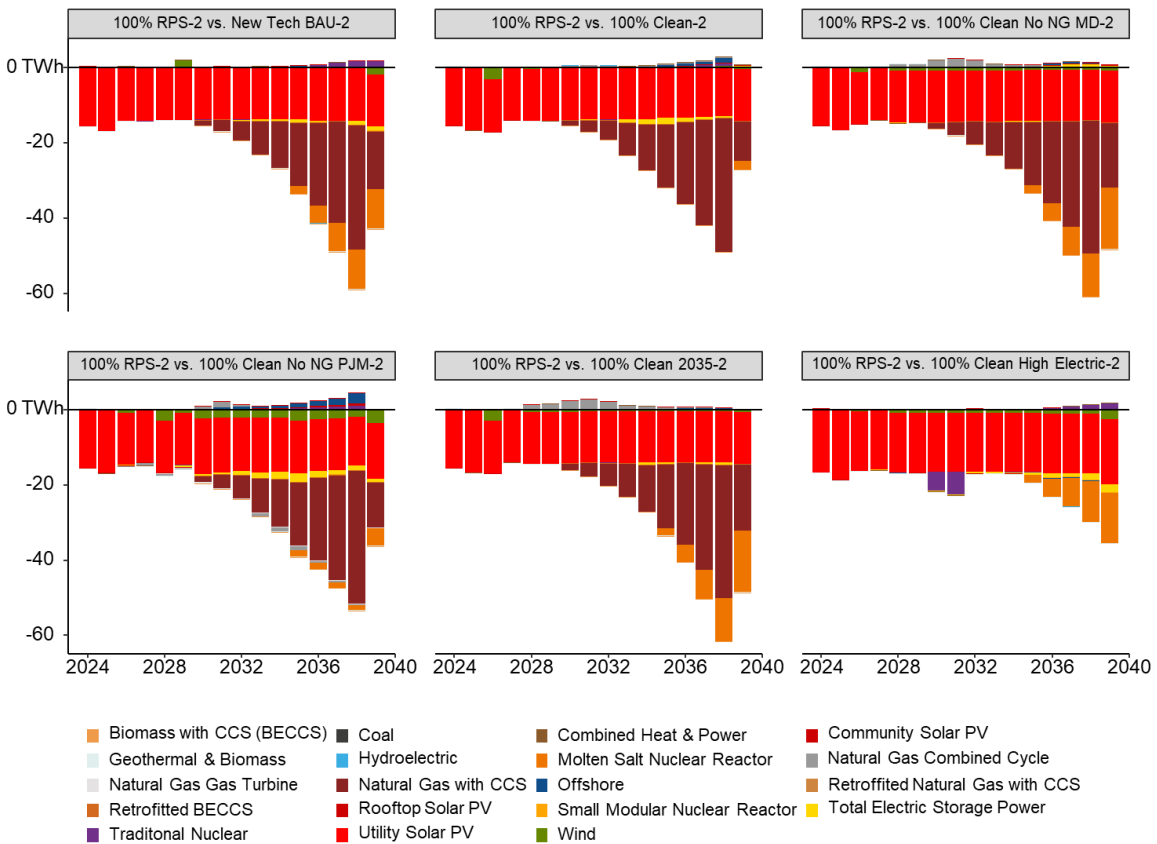 100% RPS-2 vs. New Tech BAU-2
100% RPS-2 vs. 100% Clean-2
100% RPS-2 vs. 100% Clean No NG MD-2
0 TWh
-20
-40
-60
100% RPS-2 vs. 100% Clean No NG PJM-2
100% RPS-2 vs. 100% Clean 2035-2
100% RPS-2 vs. 100% Clean High Electric-2
0 TWh
-20
-40
-60
2024 2028 2032 2036 2040
2024 2028 2032 2036 2040
2024 2028 2032 2036 2040
Biomass with CCS (BECCS) Coal Combined Heat & Power Community Solar PV
Geothermal & Biomass Hydroelectric Molten Salt Nuclear Reactor Natural Gas Combined Cycle
Natural Gas Gas Turbine Natural Gas with CCS Offshore Retroffited Natural Gas with CCS
Retrofitted BECCS Rooftop Solar PV Small Modular Nuclear Reactor Total Electric Storage Power
Traditonal Nuclear Utility Solar PV Wind